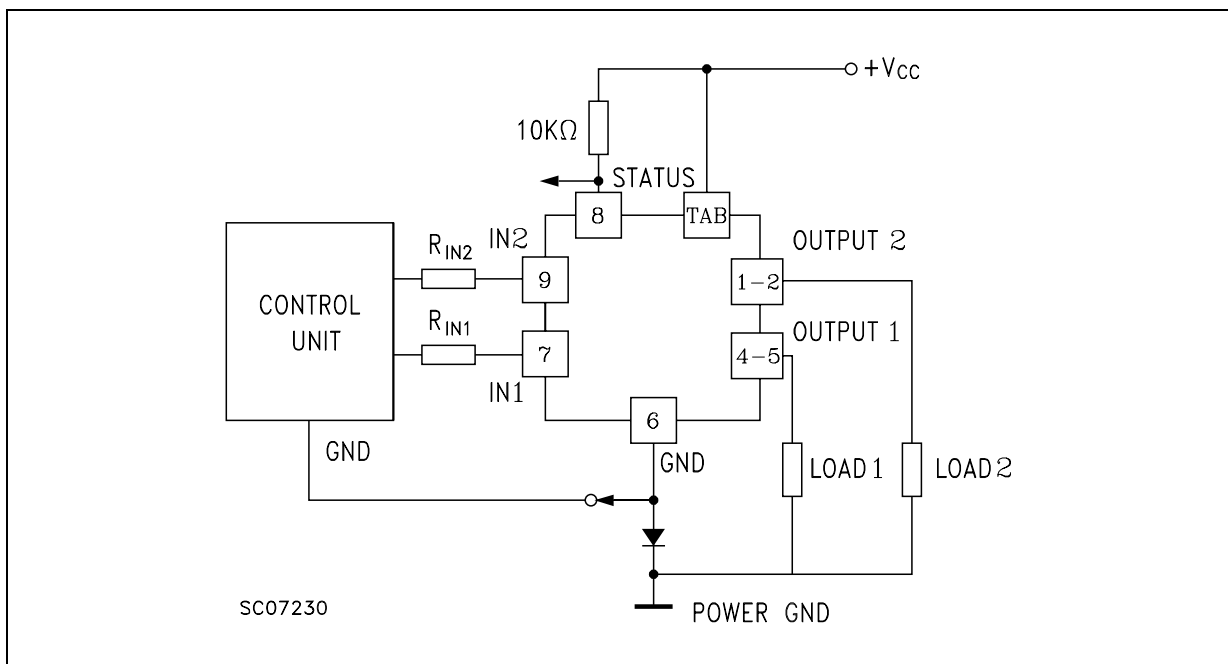 +VCC
10KΩ
STATUS
8
TAB
IN2
OUTPUT 2
RIN2
9
1-2
CONTROL
UNIT
RIN1
OUTPUT 1
7
4-5
IN1
6
GND
GND
LOAD 1
LOAD 2
SC07230
POWER GND